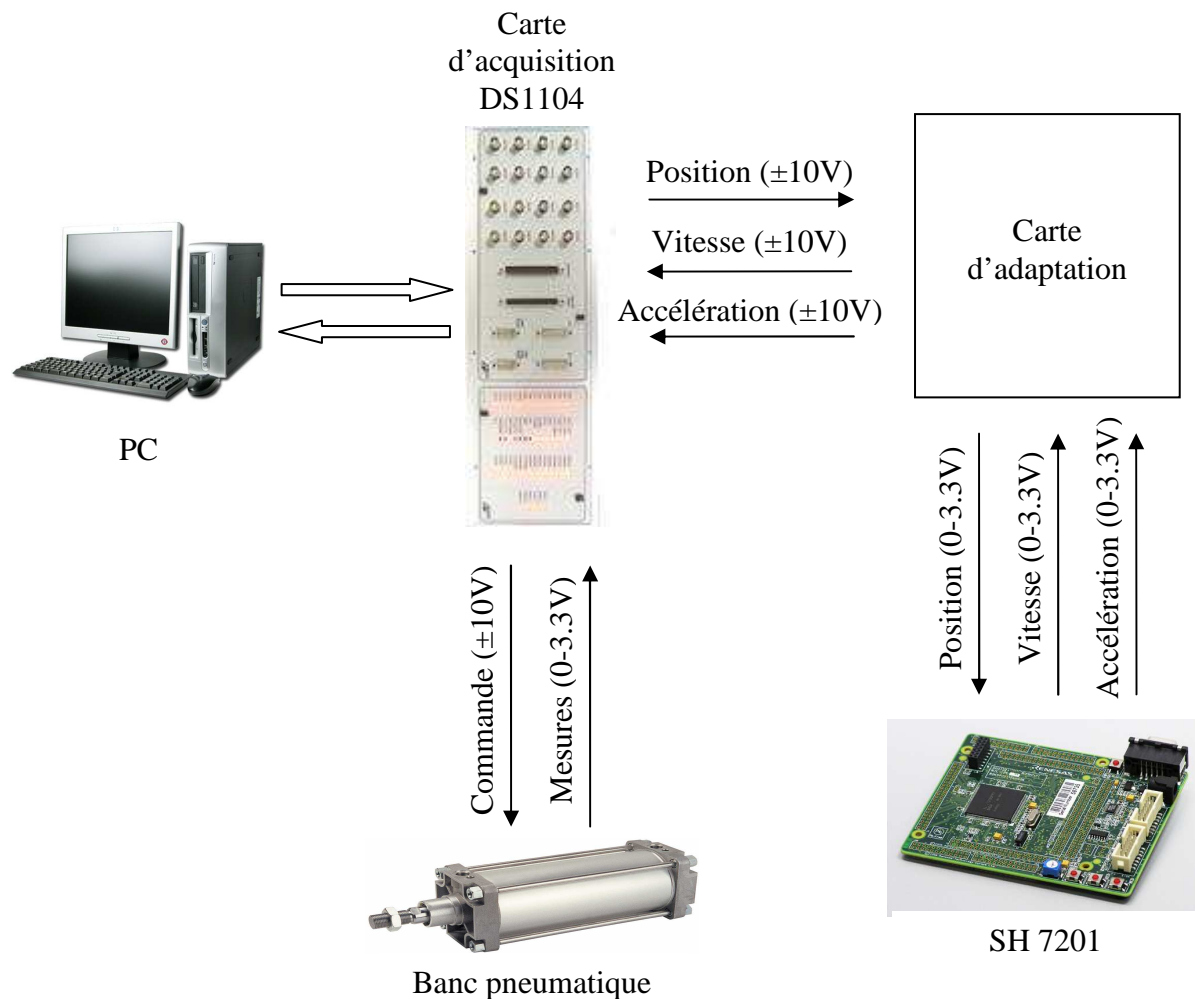 Carte
d’acquisition
DS1104
Position (±10V)
Vitesse (±10V)
Accélération (±10V)
Carte
d’adaptation
PC
Commande (±10V)
Mesures (0-3.3V)
Position (0-3.3V)
Vitesse (0-3.3V)
Accélération (0-3.3V)
RENESAS
SH 7201
Banc pneumatique